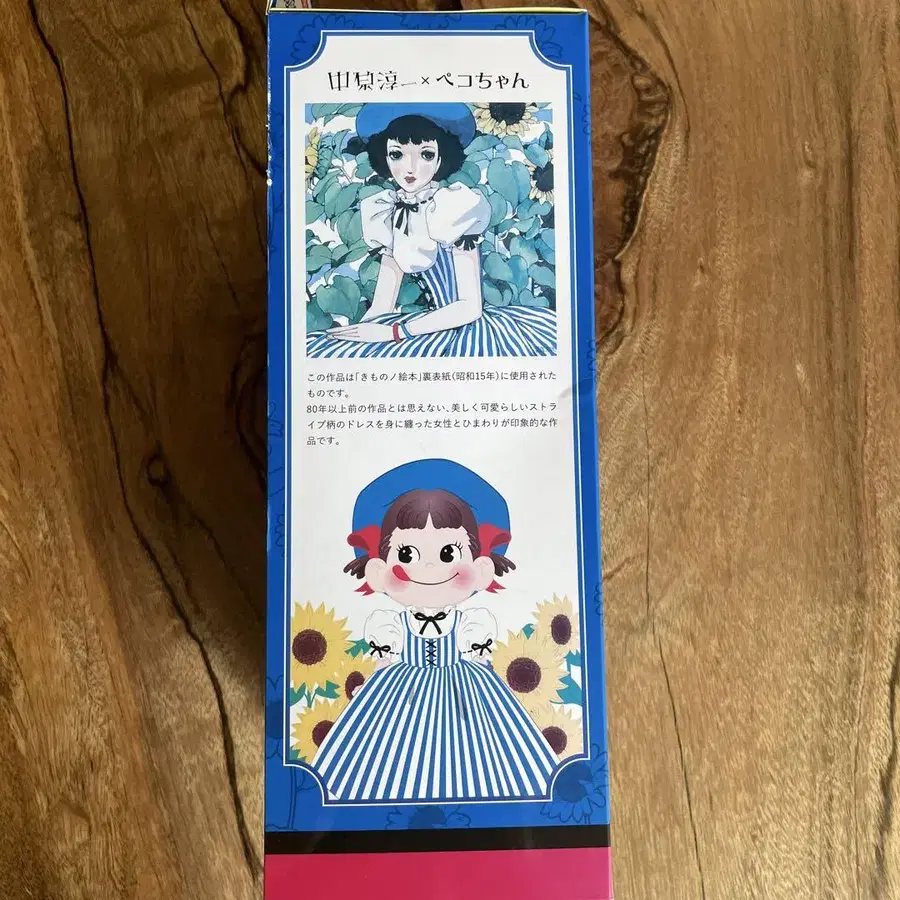 中原淳一×ペコちゃん
この作品は「きものノ絵本」裏表紙(昭和15年)に使用された
ものです。
80年以上前の作品とは思えない、美しく可愛らしいストラ
イプ柄のドレスを身に纏った女性とひまわりが印象的な作
品です。